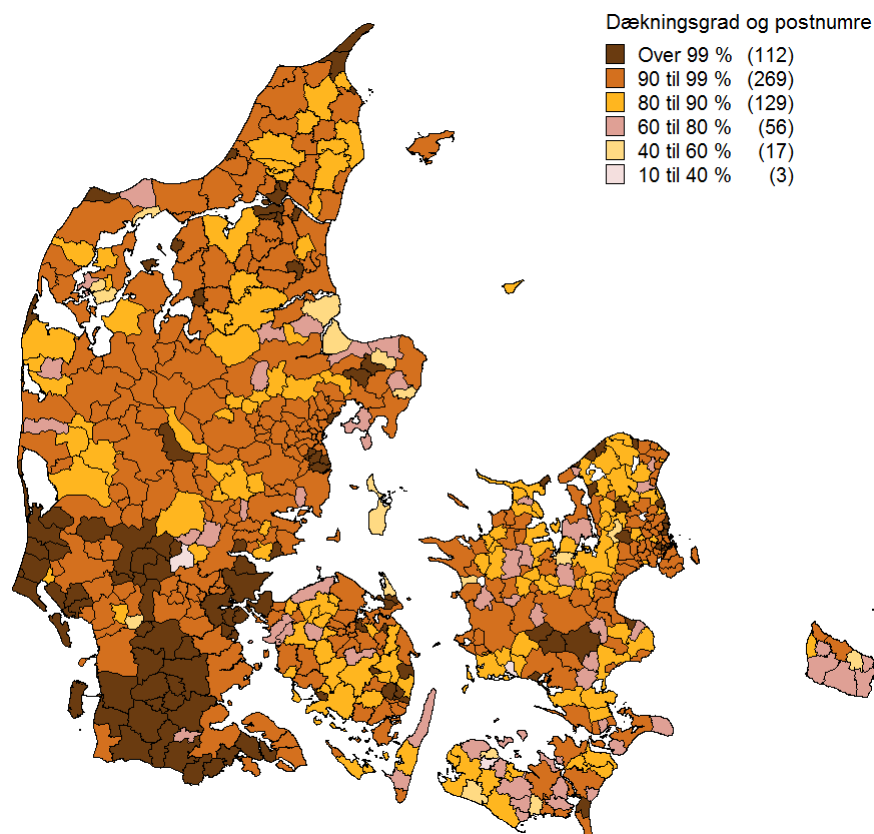 Dækningsgrad og postnumre
Over 99 % (112)
90 til 99 % (269)
80 til 90 % (129)
60 til 80 % (56)
40 til 60 % (17)
10 til 40 % (3)